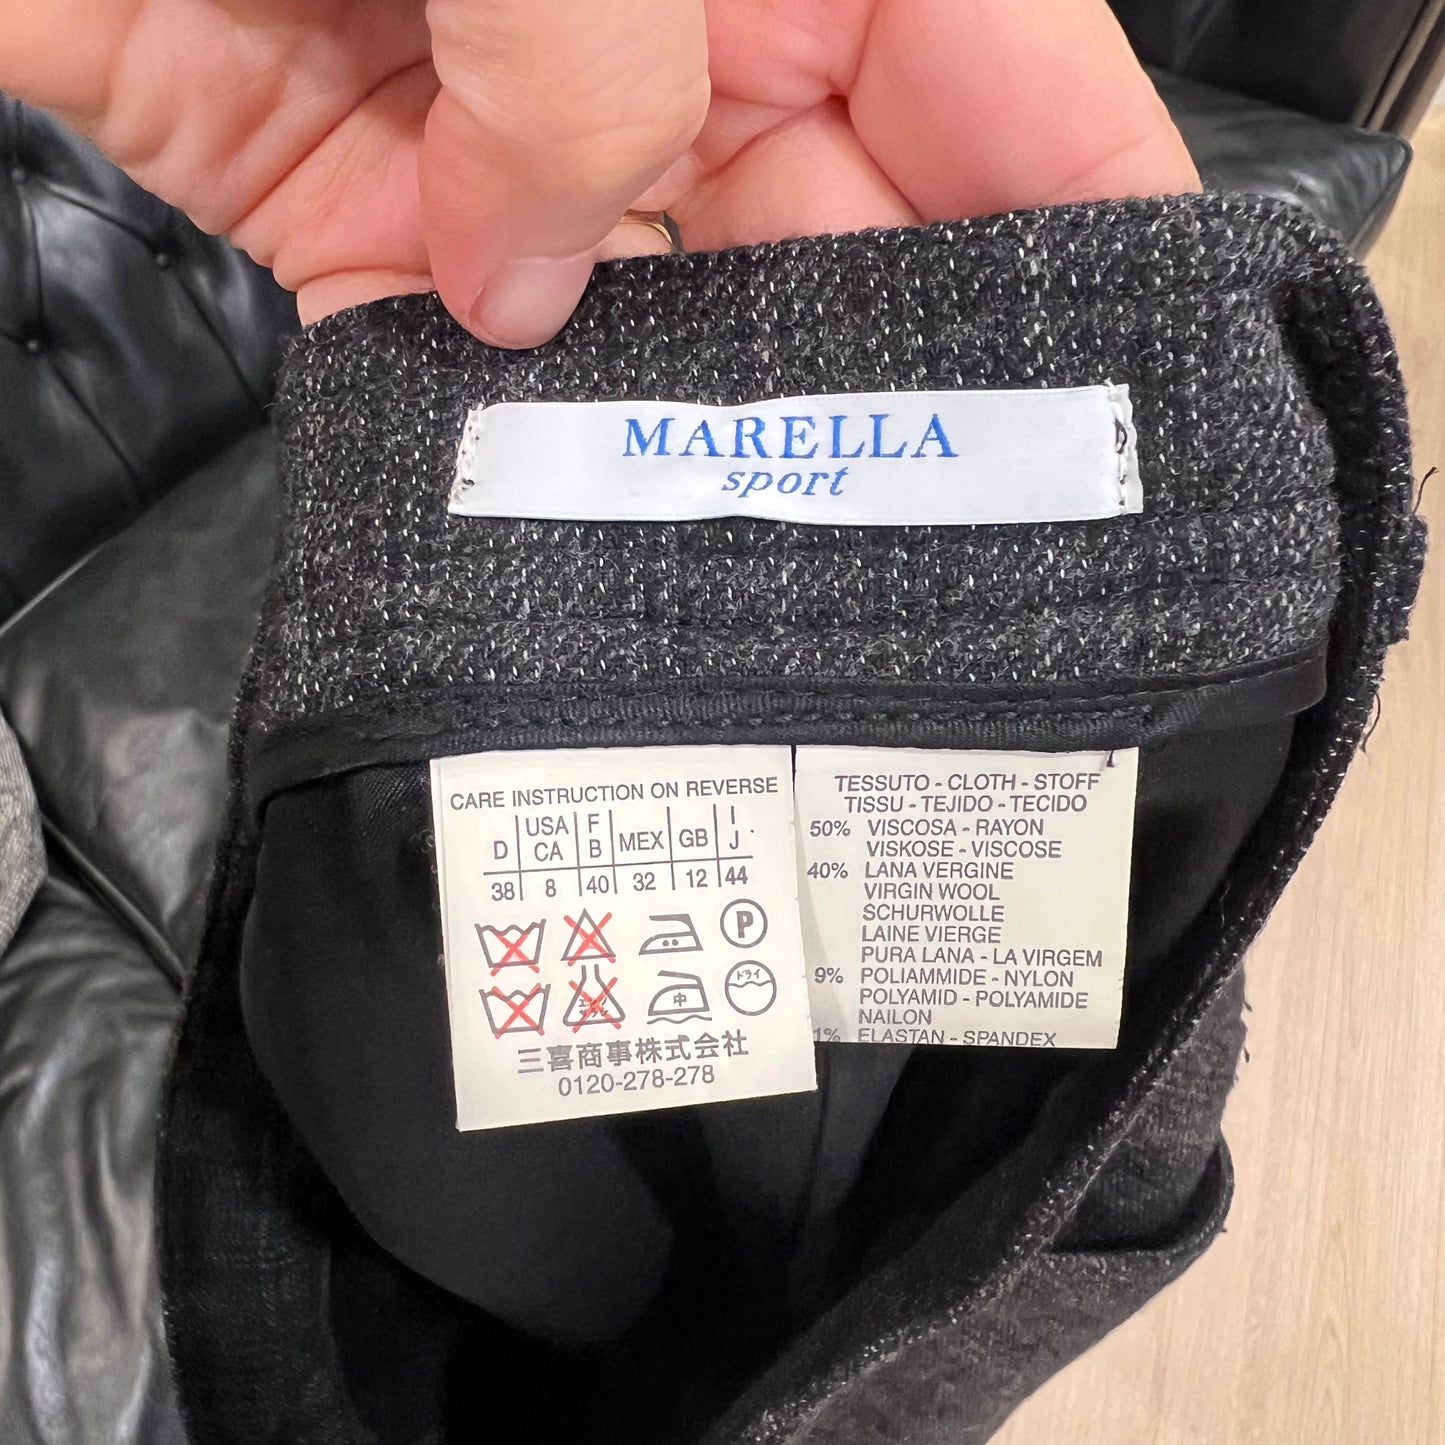 MARELLA
sport
CARE INSTRUCTION ON REVERSE
D USA CA F B MEX GB I J
38 8 40 32 12 44
P
ドライ
中
三喜商事株式会社
0120-278-278
TESSUTO - CLOTH - STOFF
TISSU - TEJIDO - TECIDO
50% VISCOSA - RAYON
VISKOSE - VISCOSE
40% LANA VERGINE
VIRGIN WOOL
SCHURWOLLE
LAINE VIERGE
PURA LANA - LA VIRGEM
9% POLIAMMIDE - NYLON
POLYAMID - POLYAMIDE
NAILON
1% ELASTAN - SPANDEX